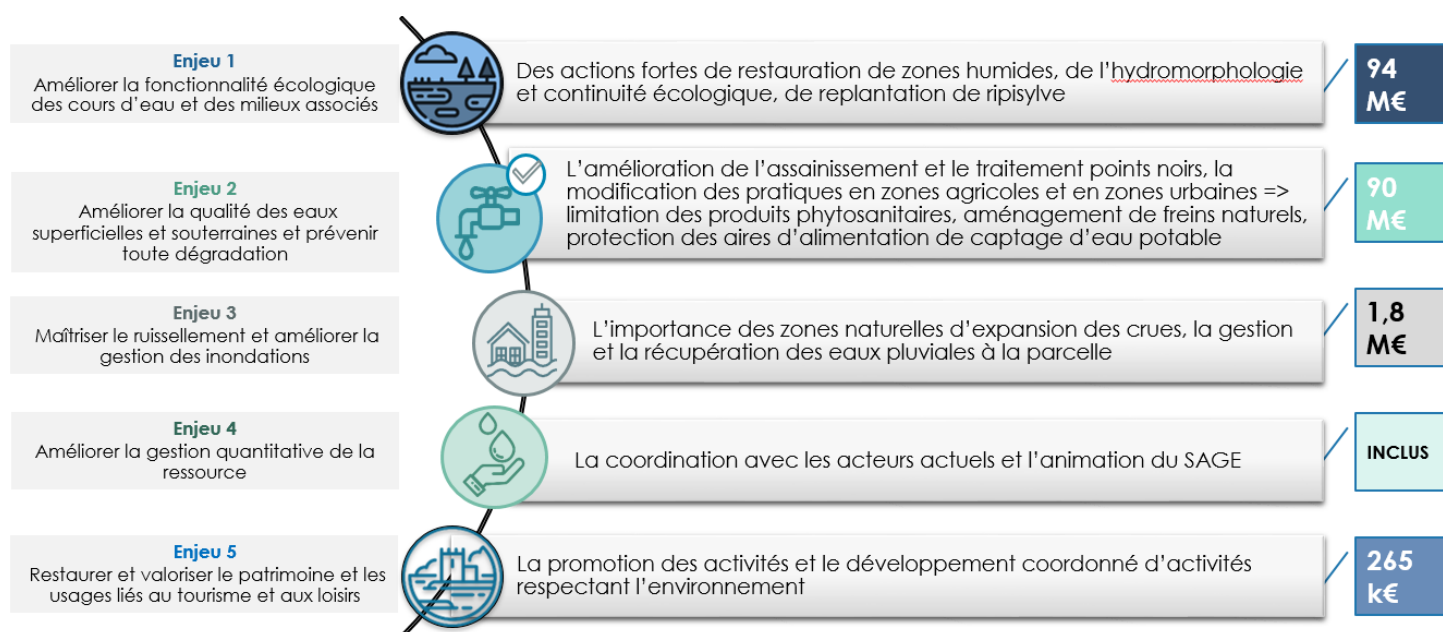 Enjeu 1
Améliorer la fonctionnalité écologique
des cours d’eau et des milieux associés
Des actions fortes de restauration de zones humides, de l’hydromorphologie
et continuité écologique, de replantation de ripisylve
94
M€
Enjeu 2
Améliorer la qualité des eaux
superficielles et souterraines et prévenir
toute dégradation
L’amélioration de l’assainissement et le traitement points noirs, la
modification des pratiques en zones agricoles et en zones urbaines =>
limitation des produits phytosanitaires, aménagement de freins naturels,
protection des aires d’alimentation de captage d’eau potable
90
M€
Enjeu 3
Maîtriser le ruissellement et améliorer la
gestion des inondations
L’importance des zones naturelles d’expansion des crues, la gestion
et la récupération des eaux pluviales à la parcelle
1,8
M€
Enjeu 4
Améliorer la gestion quantitative de la
ressource
La coordination avec les acteurs actuels et l’animation du SAGE
INCLUS
Enjeu 5
Restaurer et valoriser le patrimoine et les
usages liés au tourisme et aux loisirs
La promotion des activités et le développement coordonné d’activités
respectant l’environnement
265
k€